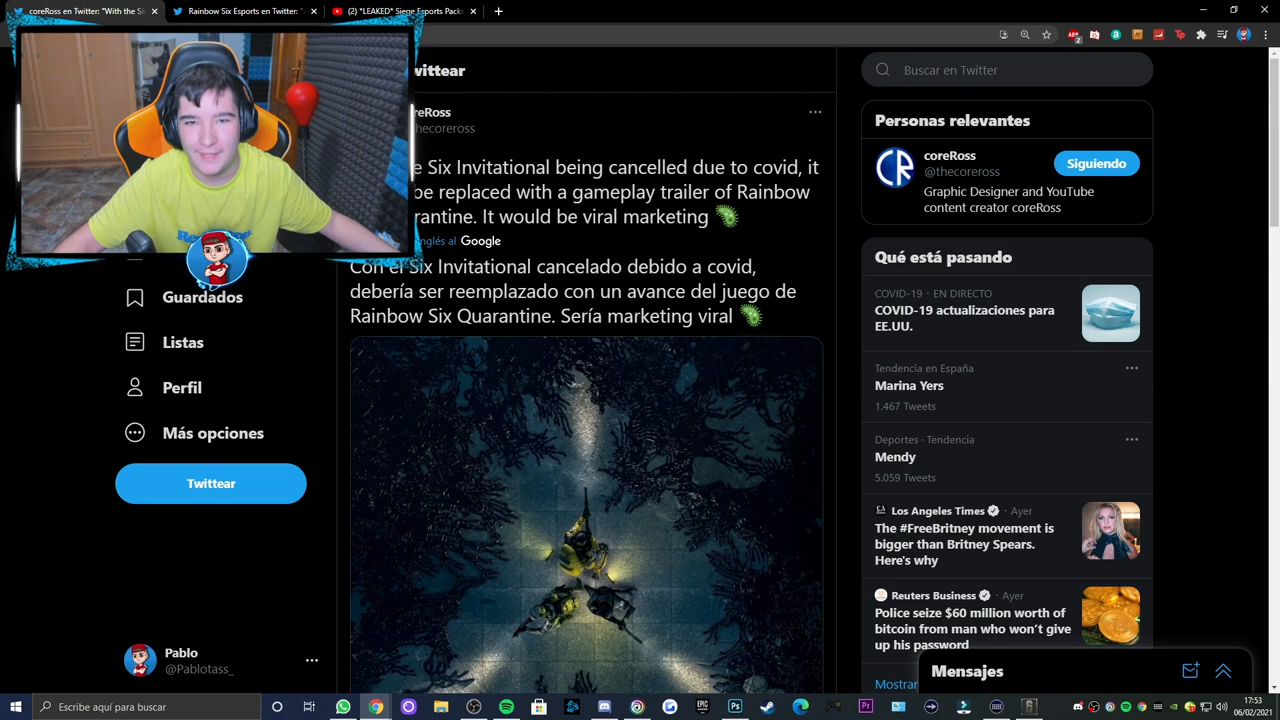 coreRoss en Twitter: "With the Si
Rainbow Six Esports en Twitter: "
(2) *LEAKED* Siege Esports Pack
wittear
reRoss
hecoreross
e Six Invitational being cancelled due to covid, it
be replaced with a gameplay trailer of Rainbow
rantine. It would be viral marketing
inglés al Google
Con el Six Invitational cancelado debido a covid,
debería ser reemplazado con un avance del juego de
Rainbow Six Quarantine. Sería marketing viral
Guardados
Listas
Perfil
Más opciones
Twittear
Pablo
@Pablotass_
Buscar en Twitter
Personas relevantes
coreRoss
@thecoreross
Siguiendo
Graphic Designer and YouTube
content creator coreRoss
Qué está pasando
COVID-19 · EN DIRECTO
COVID-19 actualizaciones para
EE.UU.
Tendencia en España
Marina Yers
1.467 Tweets
Deportes · Tendencia
Mendy
5.059 Tweets
Los Angeles Times · Ayer
The #FreeBritney movement is
bigger than Britney Spears.
Here's why
Reuters Business · Ayer
Police seize $60 million worth of
bitcoin from man who won't give
up his password
Mostrar
Mensajes
Escribe aquí para buscar
17:53
06/02/2021